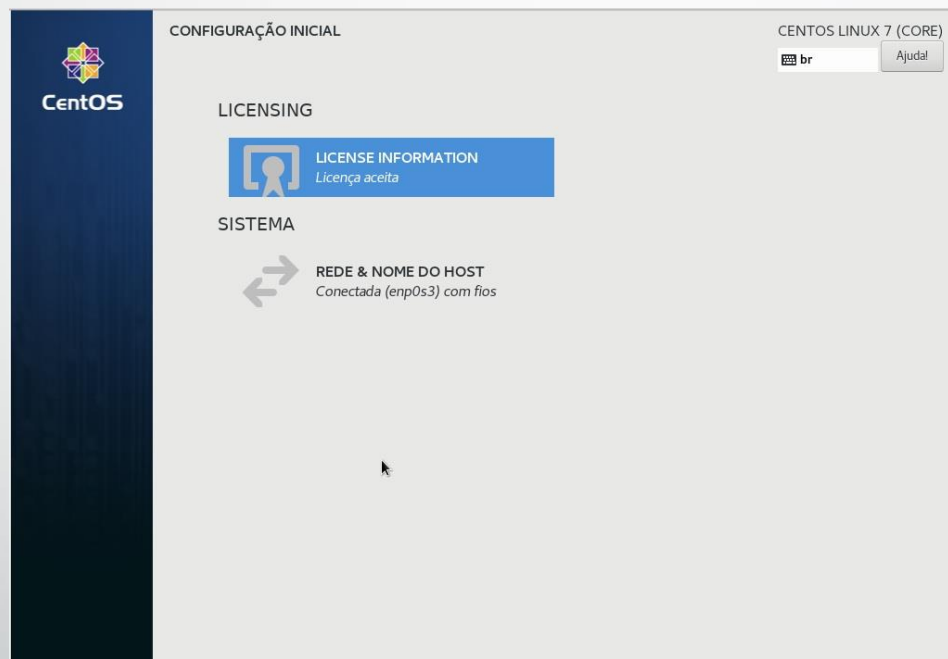 CONFIGURAÇÃO INICIAL
CENTOS LINUX 7 (CORE)
br
Ajuda!
CentOS
LICENSING
LICENSE INFORMATION
Licença aceita
SISTEMA
REDE & NOME DO HOST
Conectada (enp0s3) com fios